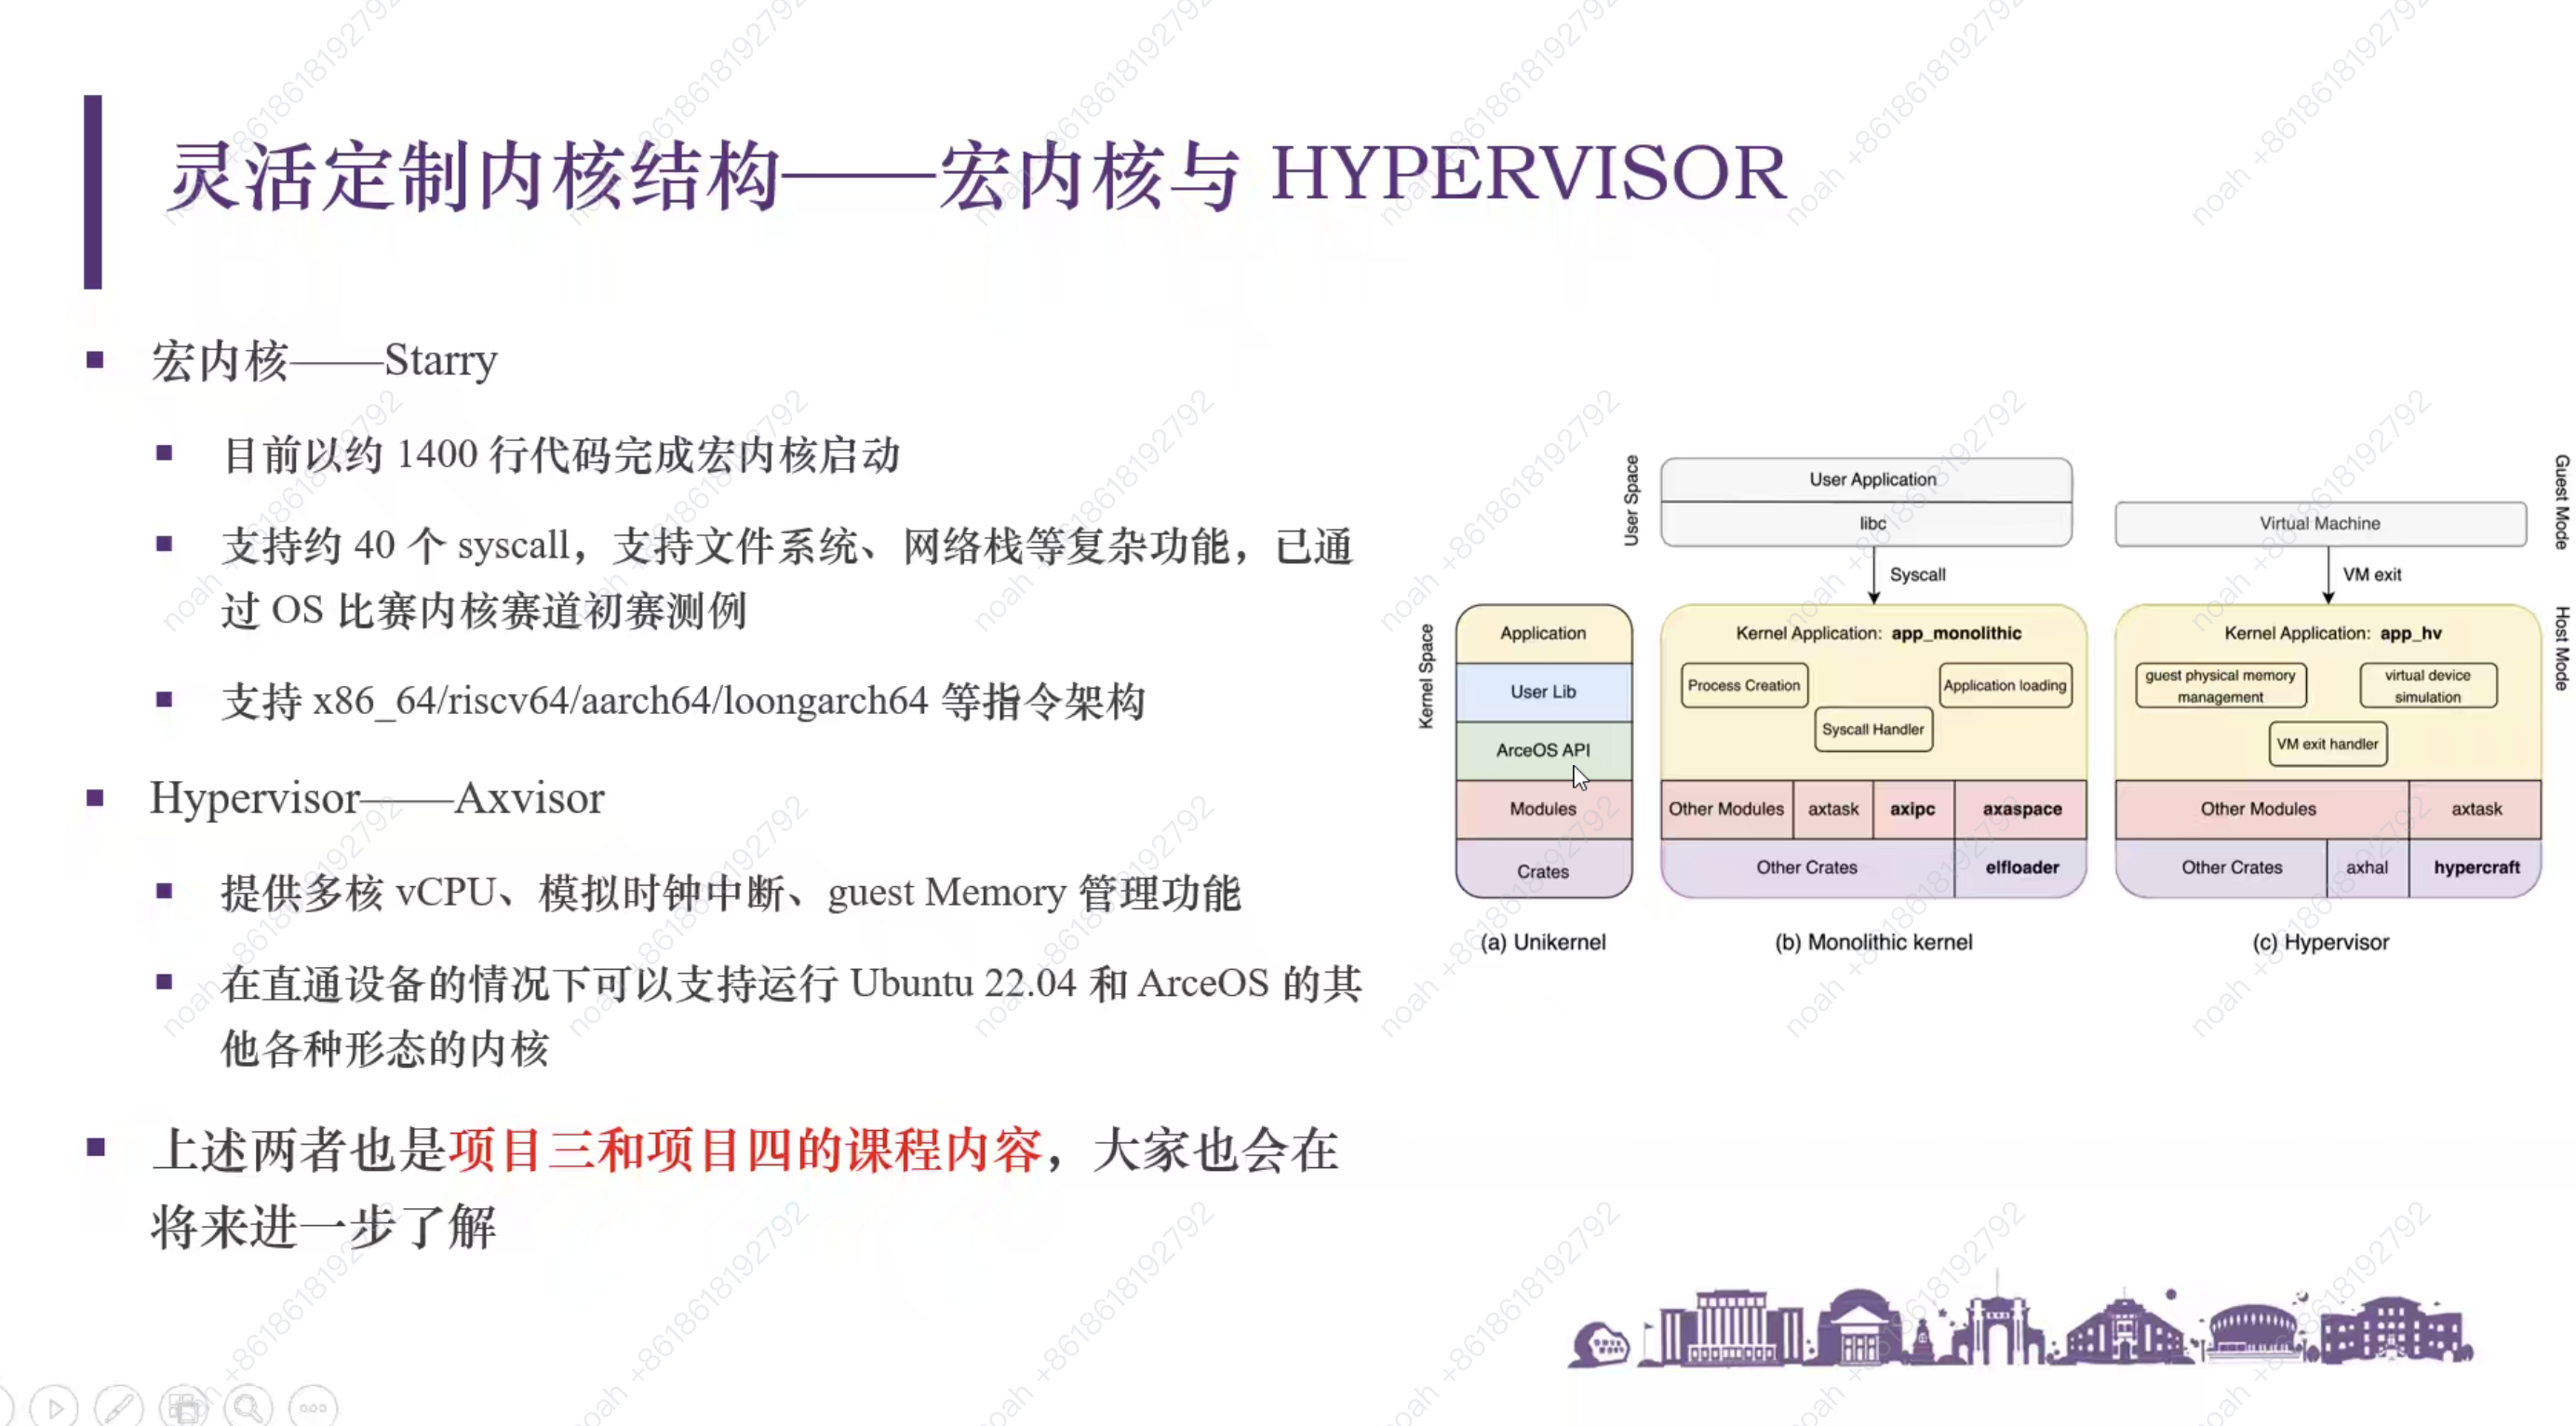 灵活定制内核结构——宏内核与 HYPERVISOR
宏内核——Starry
目前以约 1400 行代码完成宏内核启动
支持约 40 个 syscall，支持文件系统、网络栈等复杂功能，已通
过 OS 比赛内核赛道初赛测例
支持 x86_64/riscv64/aarch64/loongarch64 等指令架构
Hypervisor——Axvisor
提供多核 vCPU、模拟时钟中断、guest Memory 管理功能
在直通设备的情况下可以支持运行 Ubuntu 22.04 和 ArceOS 的其
他各种形态的内核
上述两者也是项目三和项目四的课程内容，大家也会在
将来进一步了解
Kernel Space
Application
User Lib
ArceOS API
Modules
Crates
(a) Unikernel
User Space
User Application
libc
Syscall
Kernel Application: app_monolithic
Process Creation
Application loading
Syscall Handler
Other Modules
axtask
axipc
axaspace
Other Crates
elfloader
(b) Monolithic kernel
Guest Mode
Virtual Machine
VM exit
Host Mode
Kernel Application: app_hv
guest physical memory
management
virtual device
simulation
VM exit handler
Other Modules
axtask
Other Crates
axhal
hypercraft
(c) Hypervisor
noah +8618618192792